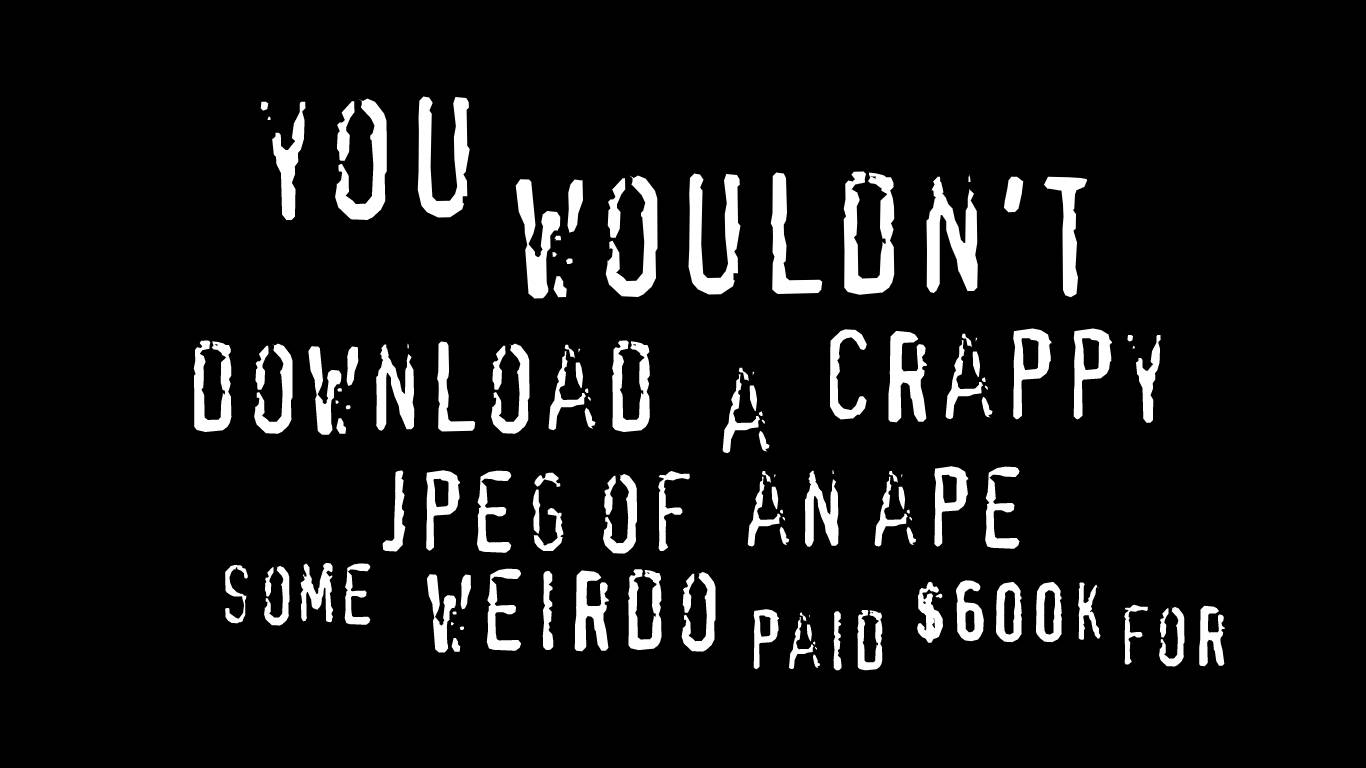 YOU WOULDN'T
DOWNLOAD A CRAPPY
JPEG OF AN APE
SOME WEIRDO PAID $600K FOR